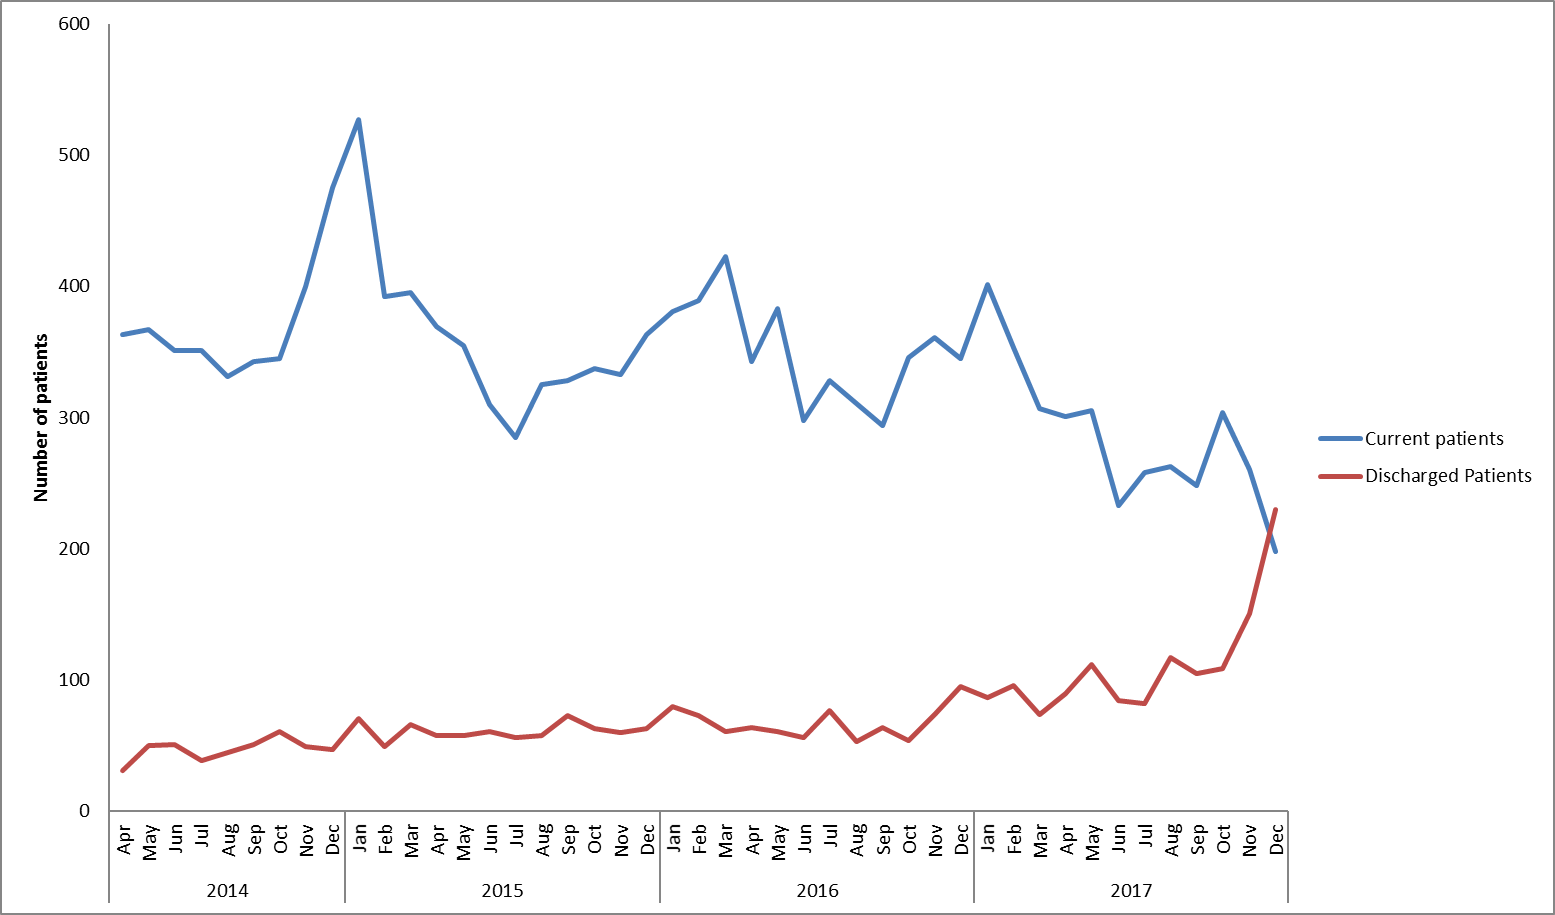 600
500
400
300
200
100
0
Number of patients
Apr May Jun Jul Aug Sep Oct Nov Dec Jan Feb Mar Apr May Jun Jul Aug Sep Oct Nov Dec Jan Feb Mar Apr May Jun Jul Aug Sep Oct Nov Dec Jan Feb Mar Apr May Jun Jul Aug Sep Oct Nov Dec
2014 2015 2016 2017
Current patients
Discharged Patients